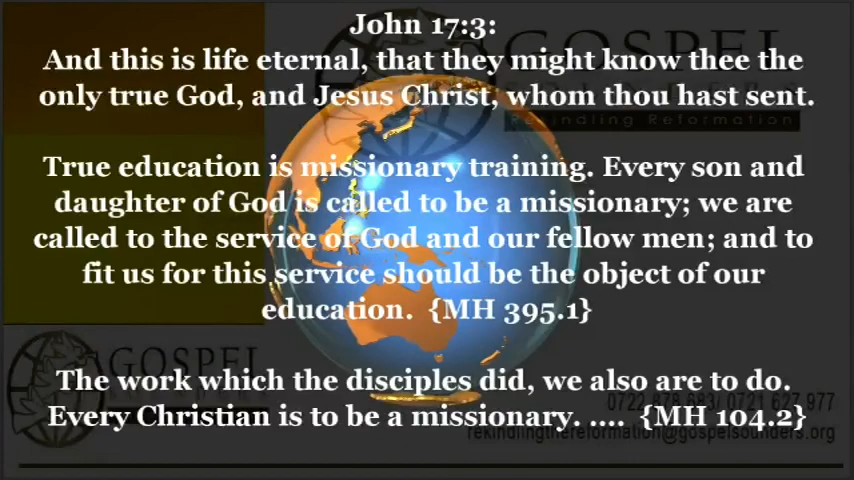 John 17:3:
And this is life eternal, that they might know thee the
only true God, and Jesus Christ, whom thou hast sent.
True education is missionary training. Every son and
daughter of God is called to be a missionary; we are
called to the service of God and our fellow men; and to
fit us for this service should be the object of our
education. {MH 395.1}
The work which the disciples did, we also are to do.
Every Christian is to be a missionary. .... {MH 104.2}
GOSPEL
Rekindling Reformation
GOSPEL
0722 878 683/ 0721 627 977
rekindlingthereformation@gospelsounders.org